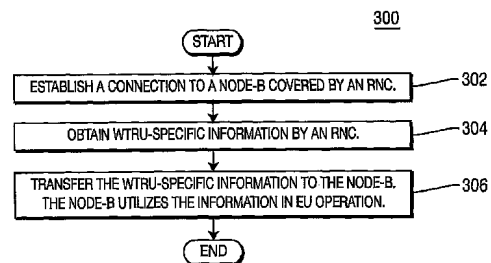 300
START
ESTABLISH A CONNECTION TO A NODE-B COVERED BY AN RNC.
302
OBTAIN WTRU-SPECIFIC INFORMATION BY AN RNC.
304
TRANSFER THE WTRU-SPECIFIC INFORMATION TO THE NODE-B.
THE NODE-B UTILIZES THE INFORMATION IN EU OPERATION.
306
END